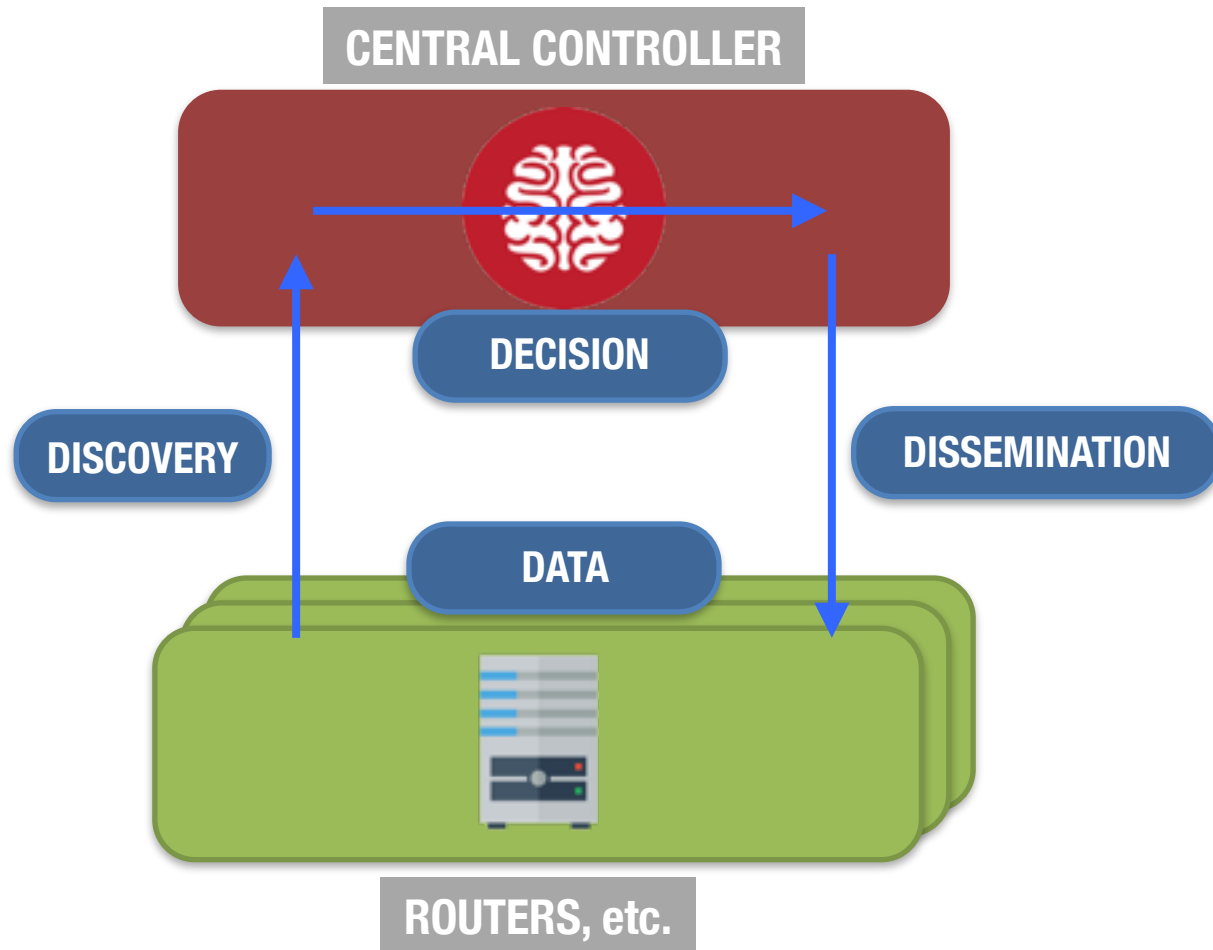 CENTRAL CONTROLLER
DECISION
DISCOVERY
DISSEMINATION
DATA
ROUTERS, etc.